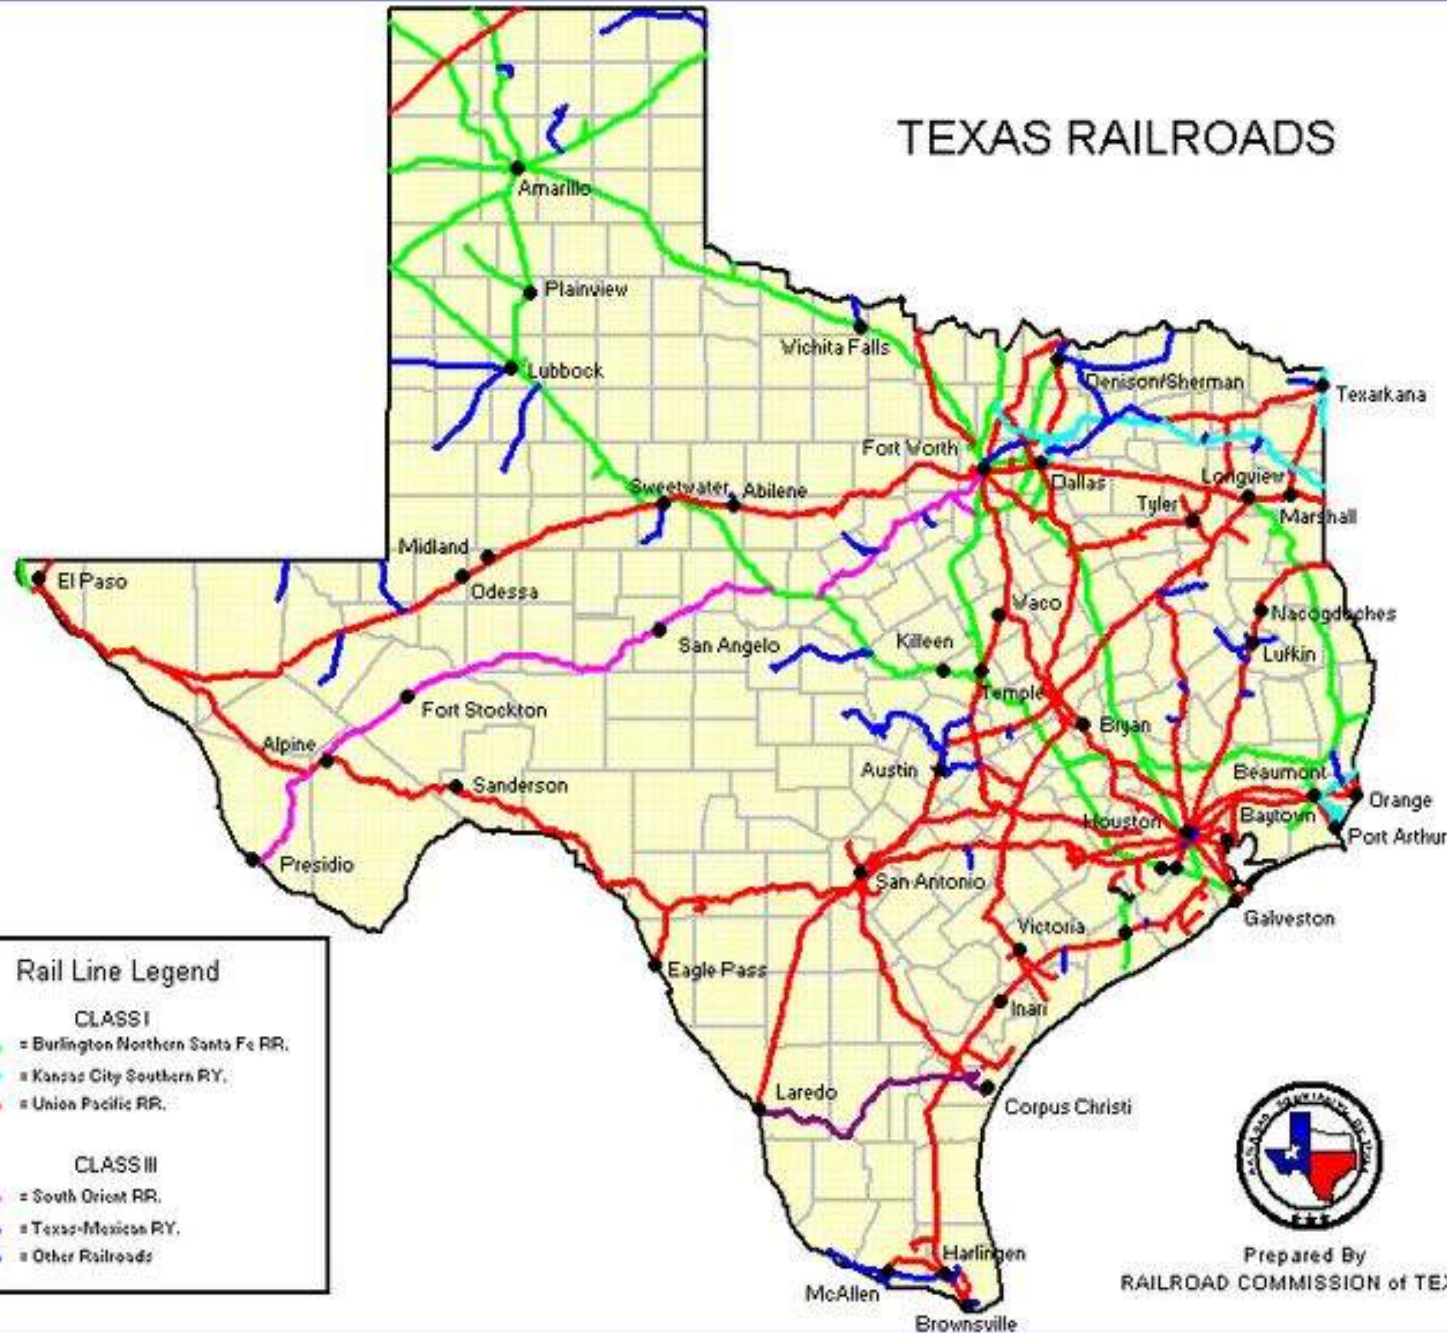 TEXAS RAILROADS
Amarillo
Plainview
Wichita Falls
Lubbock
Denison/Sherman
Texarkana
Fort Worth
Dallas
Longview
Sweetwater
Abilene
Tyler
Marshall
Midland
El Paso
Odessa
Waco
Nacogdoches
San Angelo
Killeen
Lufkin
Temple
Fort Stockton
Bryan
Alpine
Austin
Beaumont
Sanderson
Orange
Houston
Baytown
Port Arthur
Presidio
San Antonio
Galveston
Victoria
Eagle Pass
Inari
Laredo
Corpus Christi
Harlingen
McAllen
Brownsville
Rail Line Legend
CLASS I
= Burlington Northern Santa Fe RR.
= Kansas City Southern RY.
= Union Pacific RR.
CLASS III
= South Orient RR.
= Texas-Mexican RY.
= Other Railroads
Prepared By
RAILROAD COMMISSION of TEX